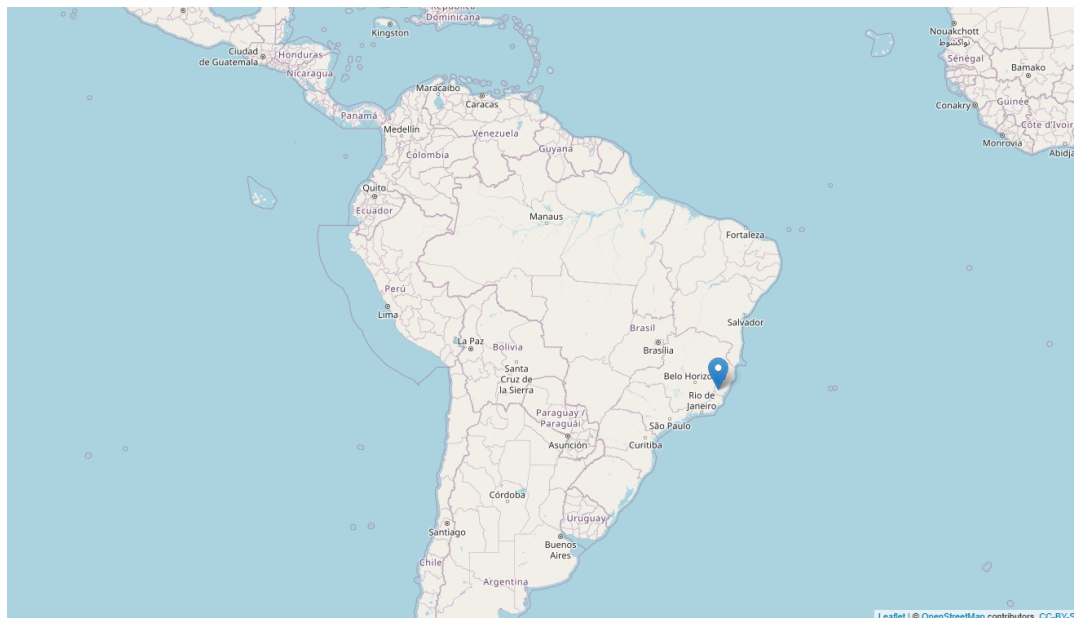 República
Dominicana
Kingston
Nouakchott
نواكشوط
Ciudad
de Guatemala
Honduras
Sénégal
Bamako
Nicaragua
Maracaibo
Caracas
Conakry
Guinée
Panamá
Medellín
Venezuela
Côte d'Ivoir
Guyana
Monrovia
Colombia
Abidja
Quito
Ecuador
Manaus
Fortaleza
Perú
Lima
Salvador
Brasil
La Paz
Bolivia
Brasília
Santa
Cruz de
la Sierra
Belo Horizo
Rio de
Janeiro
Paraguay /
Paraguái
São Paulo
Asunción
Curitiba
Córdoba
Uruguay
Santiago
Buenos
Aires
Chile
Argentina
Leaflet | © OpenStreetMap contributors, CC-BY-S